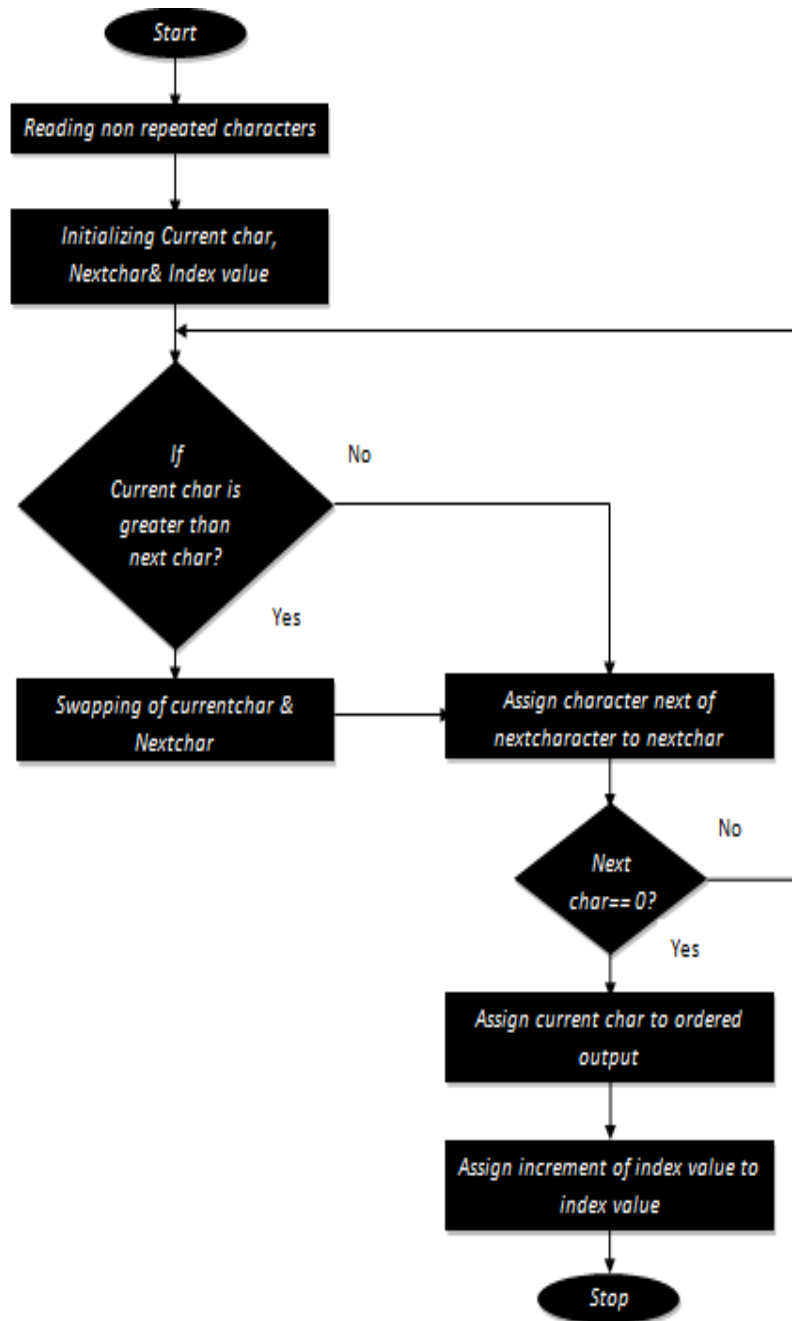 Start
Reading non repeated characters
Initializing Current char,
Nextchar& Index value
If
Current char is
greater than
next char?
No
Yes
Swapping of currentchar &
Nextchar
Assign character next of
nextcharacter to nextchar
Next
char== 0?
No
Yes
Assign current char to ordered
output
Assign increment of index value to
index value
Stop